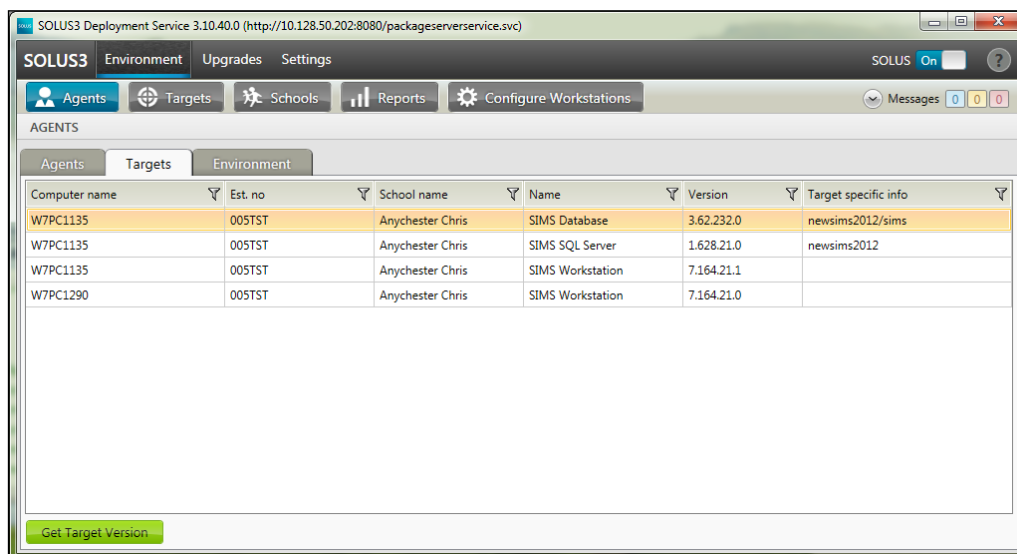 SOLUS3 Deployment Service 3.10.40.0 (http://10.128.50.202:8080/packageserverservice.svc)
SOLUS3 Environment Upgrades Settings SOLUS On ?
Agents Targets Schools Reports Configure Workstations Messages 0 0 0
AGENTS
Agents Targets Environment
Computer name Est. no School name Name Version Target specific info
W7PC1135 005TST Anychester Chris SIMS Database 3.62.232.0 newsims2012/sims
W7PC1135 005TST Anychester Chris SIMS SQL Server 1.628.21.0 newsims2012
W7PC1135 005TST Anychester Chris SIMS Workstation 7.164.21.1
W7PC1290 005TST Anychester Chris SIMS Workstation 7.164.21.0
Get Target Version